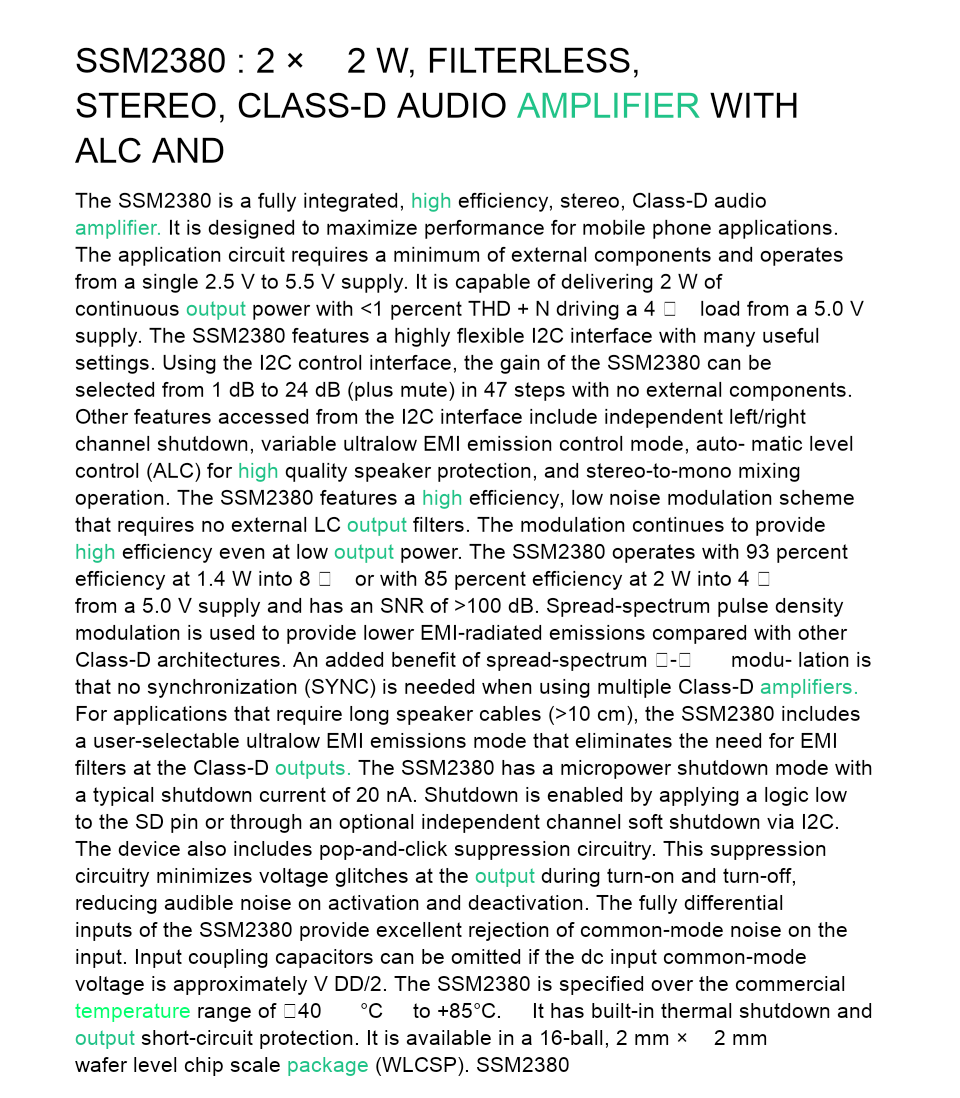 SSM2380 : 2 × 2 W, FILTERLESS,
STEREO, CLASS-D AUDIO AMPLIFIER WITH
ALC AND
The SSM2380 is a fully integrated, high efficiency, stereo, Class-D audio
amplifier. It is designed to maximize performance for mobile phone applications.
The application circuit requires a minimum of external components and operates
from a single 2.5 V to 5.5 V supply. It is capable of delivering 2 W of
continuous output power with <1 percent THD + N driving a 4 □ load from a 5.0 V
supply. The SSM2380 features a highly flexible I2C interface with many useful
settings. Using the I2C control interface, the gain of the SSM2380 can be
selected from 1 dB to 24 dB (plus mute) in 47 steps with no external components.
Other features accessed from the I2C interface include independent left/right
channel shutdown, variable ultralow EMI emission control mode, auto- matic level
control (ALC) for high quality speaker protection, and stereo-to-mono mixing
operation. The SSM2380 features a high efficiency, low noise modulation scheme
that requires no external LC output filters. The modulation continues to provide
high efficiency even at low output power. The SSM2380 operates with 93 percent
efficiency at 1.4 W into 8 □ or with 85 percent efficiency at 2 W into 4 □
from a 5.0 V supply and has an SNR of >100 dB. Spread-spectrum pulse density
modulation is used to provide lower EMI-radiated emissions compared with other
Class-D architectures. An added benefit of spread-spectrum □-□ modu- lation is
that no synchronization (SYNC) is needed when using multiple Class-D amplifiers.
For applications that require long speaker cables (>10 cm), the SSM2380 includes
a user-selectable ultralow EMI emissions mode that eliminates the need for EMI
filters at the Class-D outputs. The SSM2380 has a micropower shutdown mode with
a typical shutdown current of 20 nA. Shutdown is enabled by applying a logic low
to the SD pin or through an optional independent channel soft shutdown via I2C.
The device also includes pop-and-click suppression circuitry. This suppression
circuitry minimizes voltage glitches at the output during turn-on and turn-off,
reducing audible noise on activation and deactivation. The fully differential
inputs of the SSM2380 provide excellent rejection of common-mode noise on the
input. Input coupling capacitors can be omitted if the dc input common-mode
voltage is approximately V DD/2. The SSM2380 is specified over the commercial
temperature range of □40 °C to +85°C. It has built-in thermal shutdown and
output short-circuit protection. It is available in a 16-ball, 2 mm × 2 mm
wafer level chip scale package (WLCSP). SSM2380